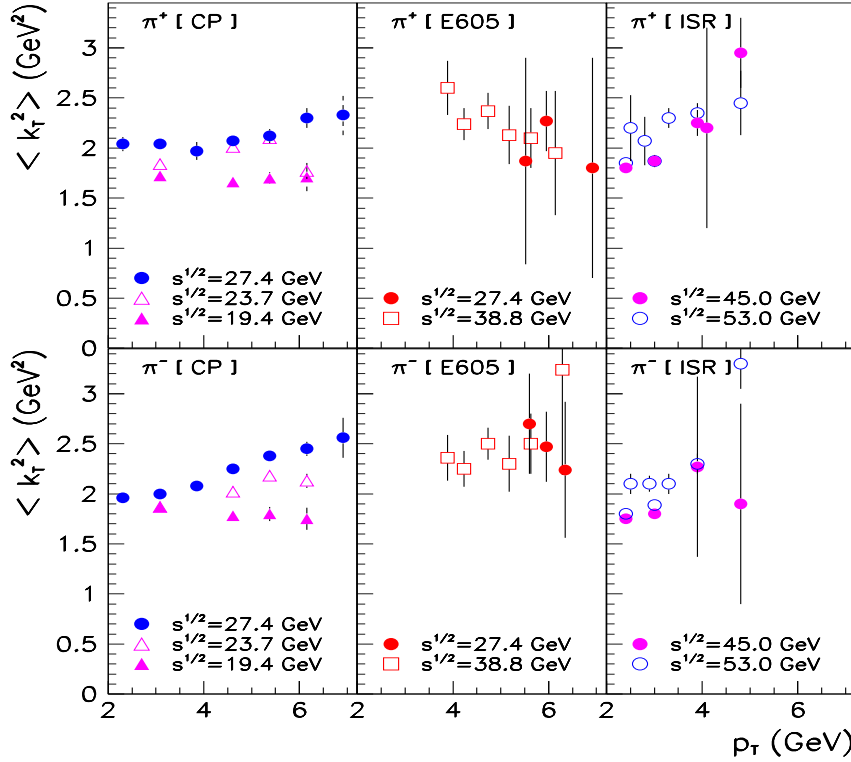 π⁺ [ CP ]
π⁺ [ E605 ]
π⁺ [ ISR ]
< k_T² > (GeV²)
3
2.5
2
1.5
1
0.5
0
s^1/2=27.4 GeV
s^1/2=23.7 GeV
s^1/2=19.4 GeV
s^1/2=27.4 GeV
s^1/2=38.8 GeV
s^1/2=45.0 GeV
s^1/2=53.0 GeV
π⁻ [ CP ]
π⁻ [ E605 ]
π⁻ [ ISR ]
< k_T² > (GeV²)
3
2.5
2
1.5
1
0.5
0
s^1/2=27.4 GeV
s^1/2=23.7 GeV
s^1/2=19.4 GeV
s^1/2=27.4 GeV
s^1/2=38.8 GeV
s^1/2=45.0 GeV
s^1/2=53.0 GeV
2 4 6 4 6 2 4 6
p_T (GeV)